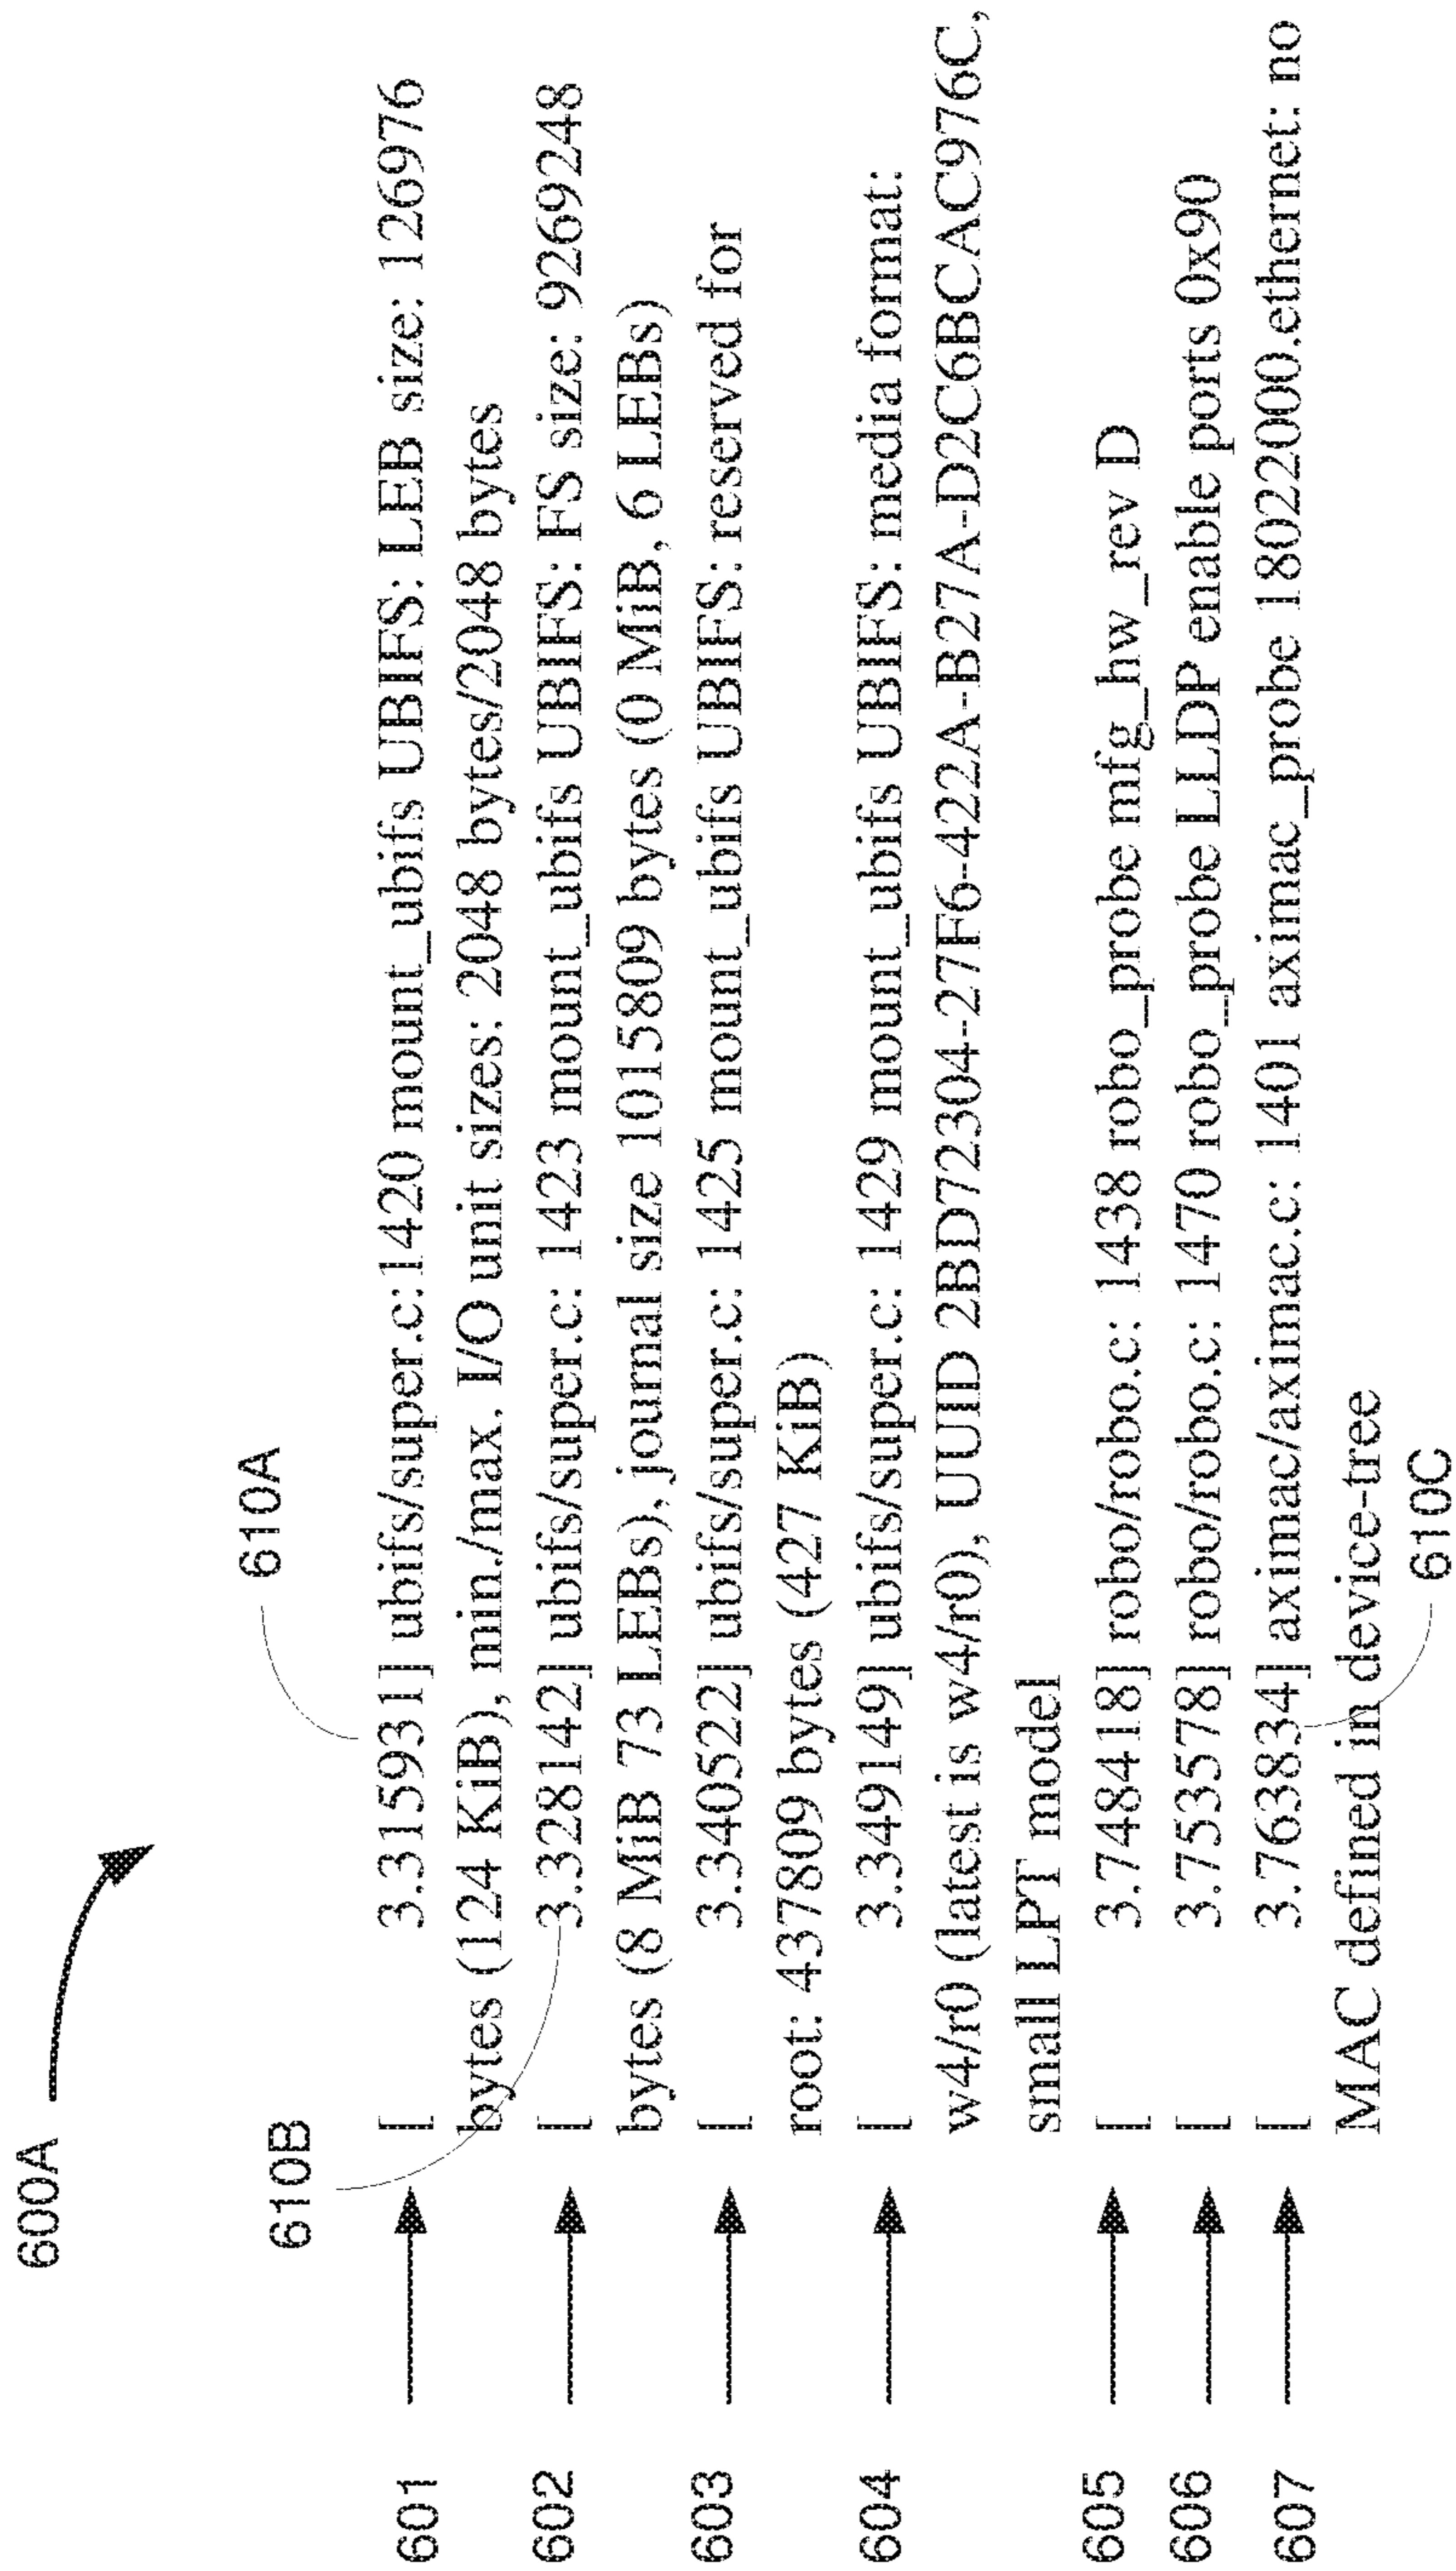 600A
610A
610B
601
[ 3.315931] ubifs/super.c:1420 mount_ubifs UBIFS: LEB size: 126976
bytes (124 KiB), min./max. I/O unit sizes: 2048 bytes/2048 bytes
602
[ 3.328142] ubifs/super.c: 1423 mount_ubifs UBIFS: FS size: 9269248
bytes (8 MiB 73 LEBs), journal size 1015809 bytes (0 MiB, 6 LEBs)
603
[ 3.340522] ubifs/super.c: 1425 mount_ubifs UBIFS: reserved for
root: 437809 bytes (427 KiB)
604
[ 3.349149] ubifs/super.c: 1429 mount_ubifs UBIFS: media format:
w4/r0 (latest is w4/r0), UUID 2BD72304-27F6-422A-B27A-D2C6BCAC976C,
small LPT model
605
[ 3.748418] robo/robo.c: 1438 robo_probe mfg_hw_rev D
606
[ 3.753578] robo/robo.c: 1470 robo_probe LLDP enable ports 0x90
607
[ 3.763834] aximac/aximac.c: 1401 aximac_probe 18022000.ethernet: no
MAC defined in device-tree
610C